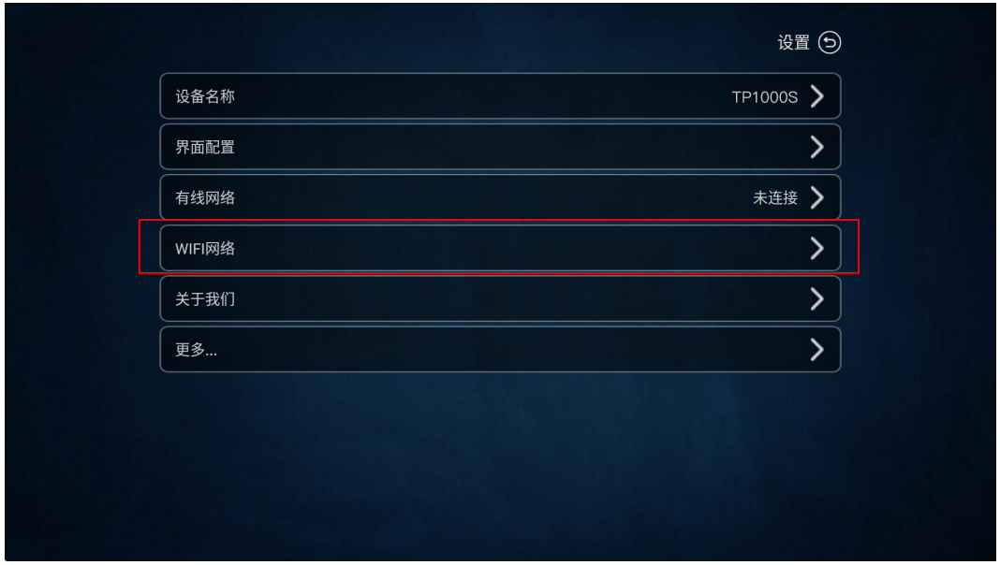 设置
设备名称 TP1000S
界面配置
有线网络 未连接
WIFI网络
关于我们
更多...